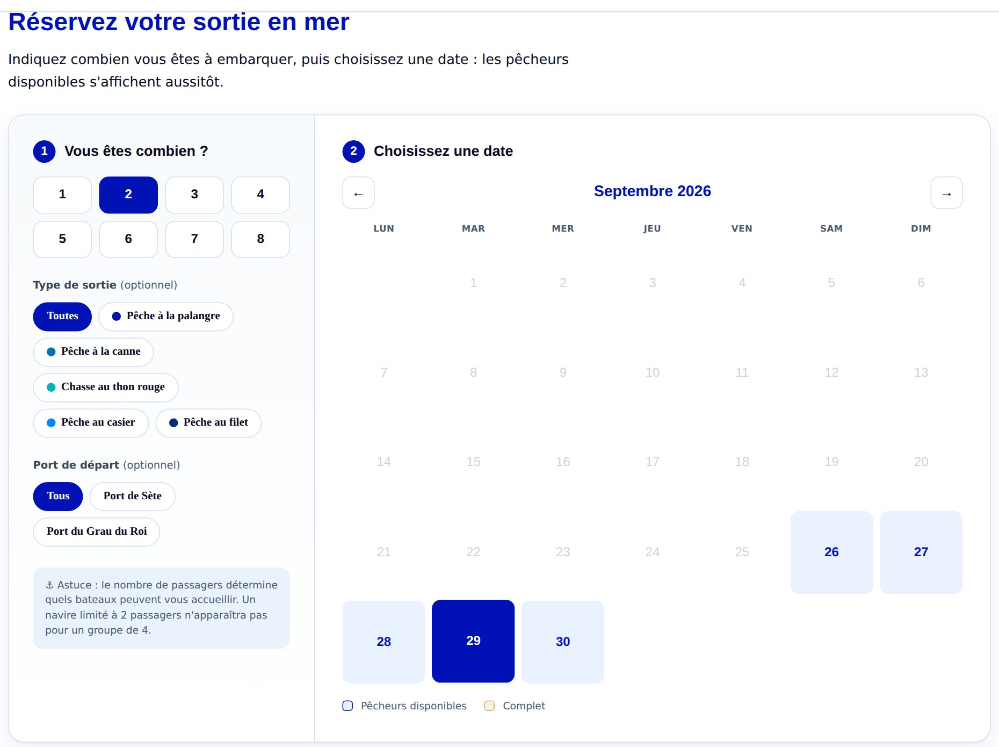 Réservez votre sortie en mer
Indiquez combien vous êtes à embarquer, puis choisissez une date : les pêcheurs
disponibles s'affichent aussitôt.
1 Vous êtes combien ?
1 2 3 4
5 6 7 8
Type de sortie (optionnel)
Toutes Pêche à la palangre
Pêche à la canne
Chasse au thon rouge
Pêche au casier Pêche au filet
Port de départ (optionnel)
Tous Port de Sète
Port du Grau du Roi
⚓ Astuce : le nombre de passagers détermine
quels bateaux peuvent vous accueillir. Un
navire limité à 2 passagers n'apparaîtra pas
pour un groupe de 4.
2 Choisissez une date
← Septembre 2026 →
LUN MAR MER JEU VEN SAM DIM
1 2 3 4 5 6
7 8 9 10 11 12 13
14 15 16 17 18 19 20
21 22 23 24 25 26 27
28 29 30
Pêcheurs disponibles Complet